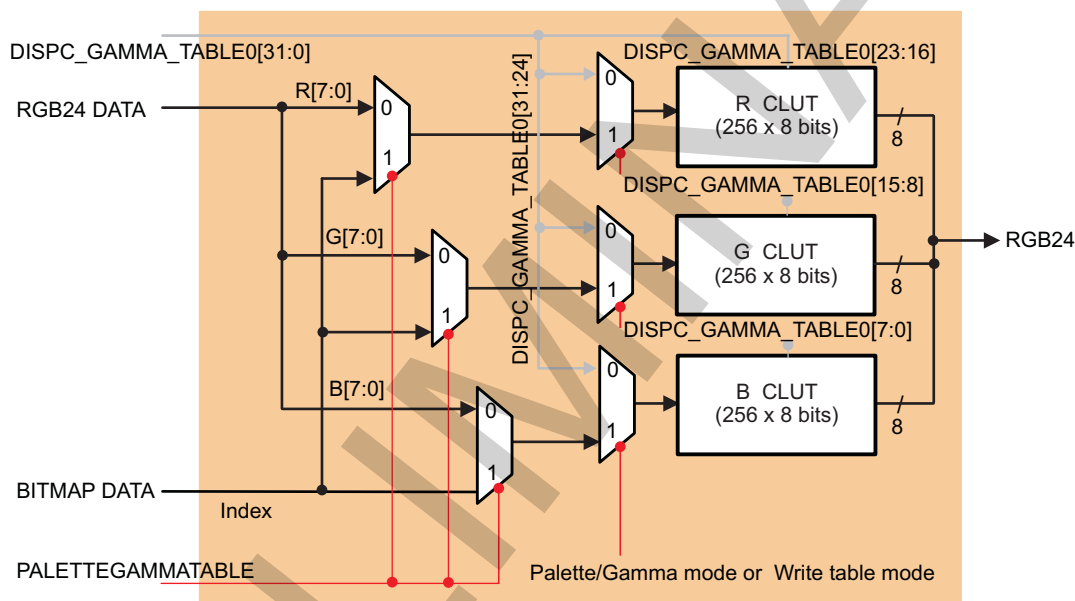 DISPC_GAMMA_TABLE0[31:0]
DISPC_GAMMA_TABLE0[23:16]
R[7:0]
RGB24 DATA
0
1
0
1
DISPC_GAMMA_TABLE0[31:24]
R CLUT
(256 x 8 bits)
8
DISPC_GAMMA_TABLE0[15:8]
G[7:0]
0
1
0
1
G CLUT
(256 x 8 bits)
8
RGB24
DISPC_GAMMA_TABLE0[7:0]
B[7:0]
0
1
0
1
B CLUT
(256 x 8 bits)
8
BITMAP DATA
Index
PALETTEGAMMATABLE
Palette/Gamma mode or Write table mode